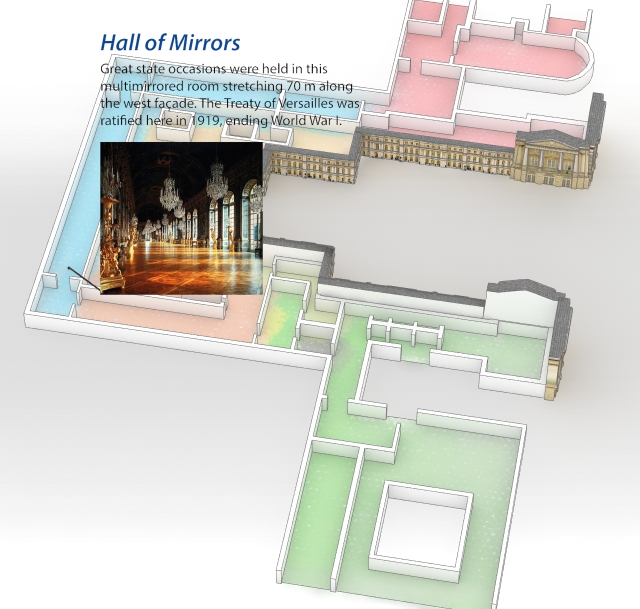 Hall of Mirrors
Great state occasions were held in this
multimirrored room stretching 70 m along
the west façade. The Treaty of Versailles was
ratified here in 1919, ending World War I.